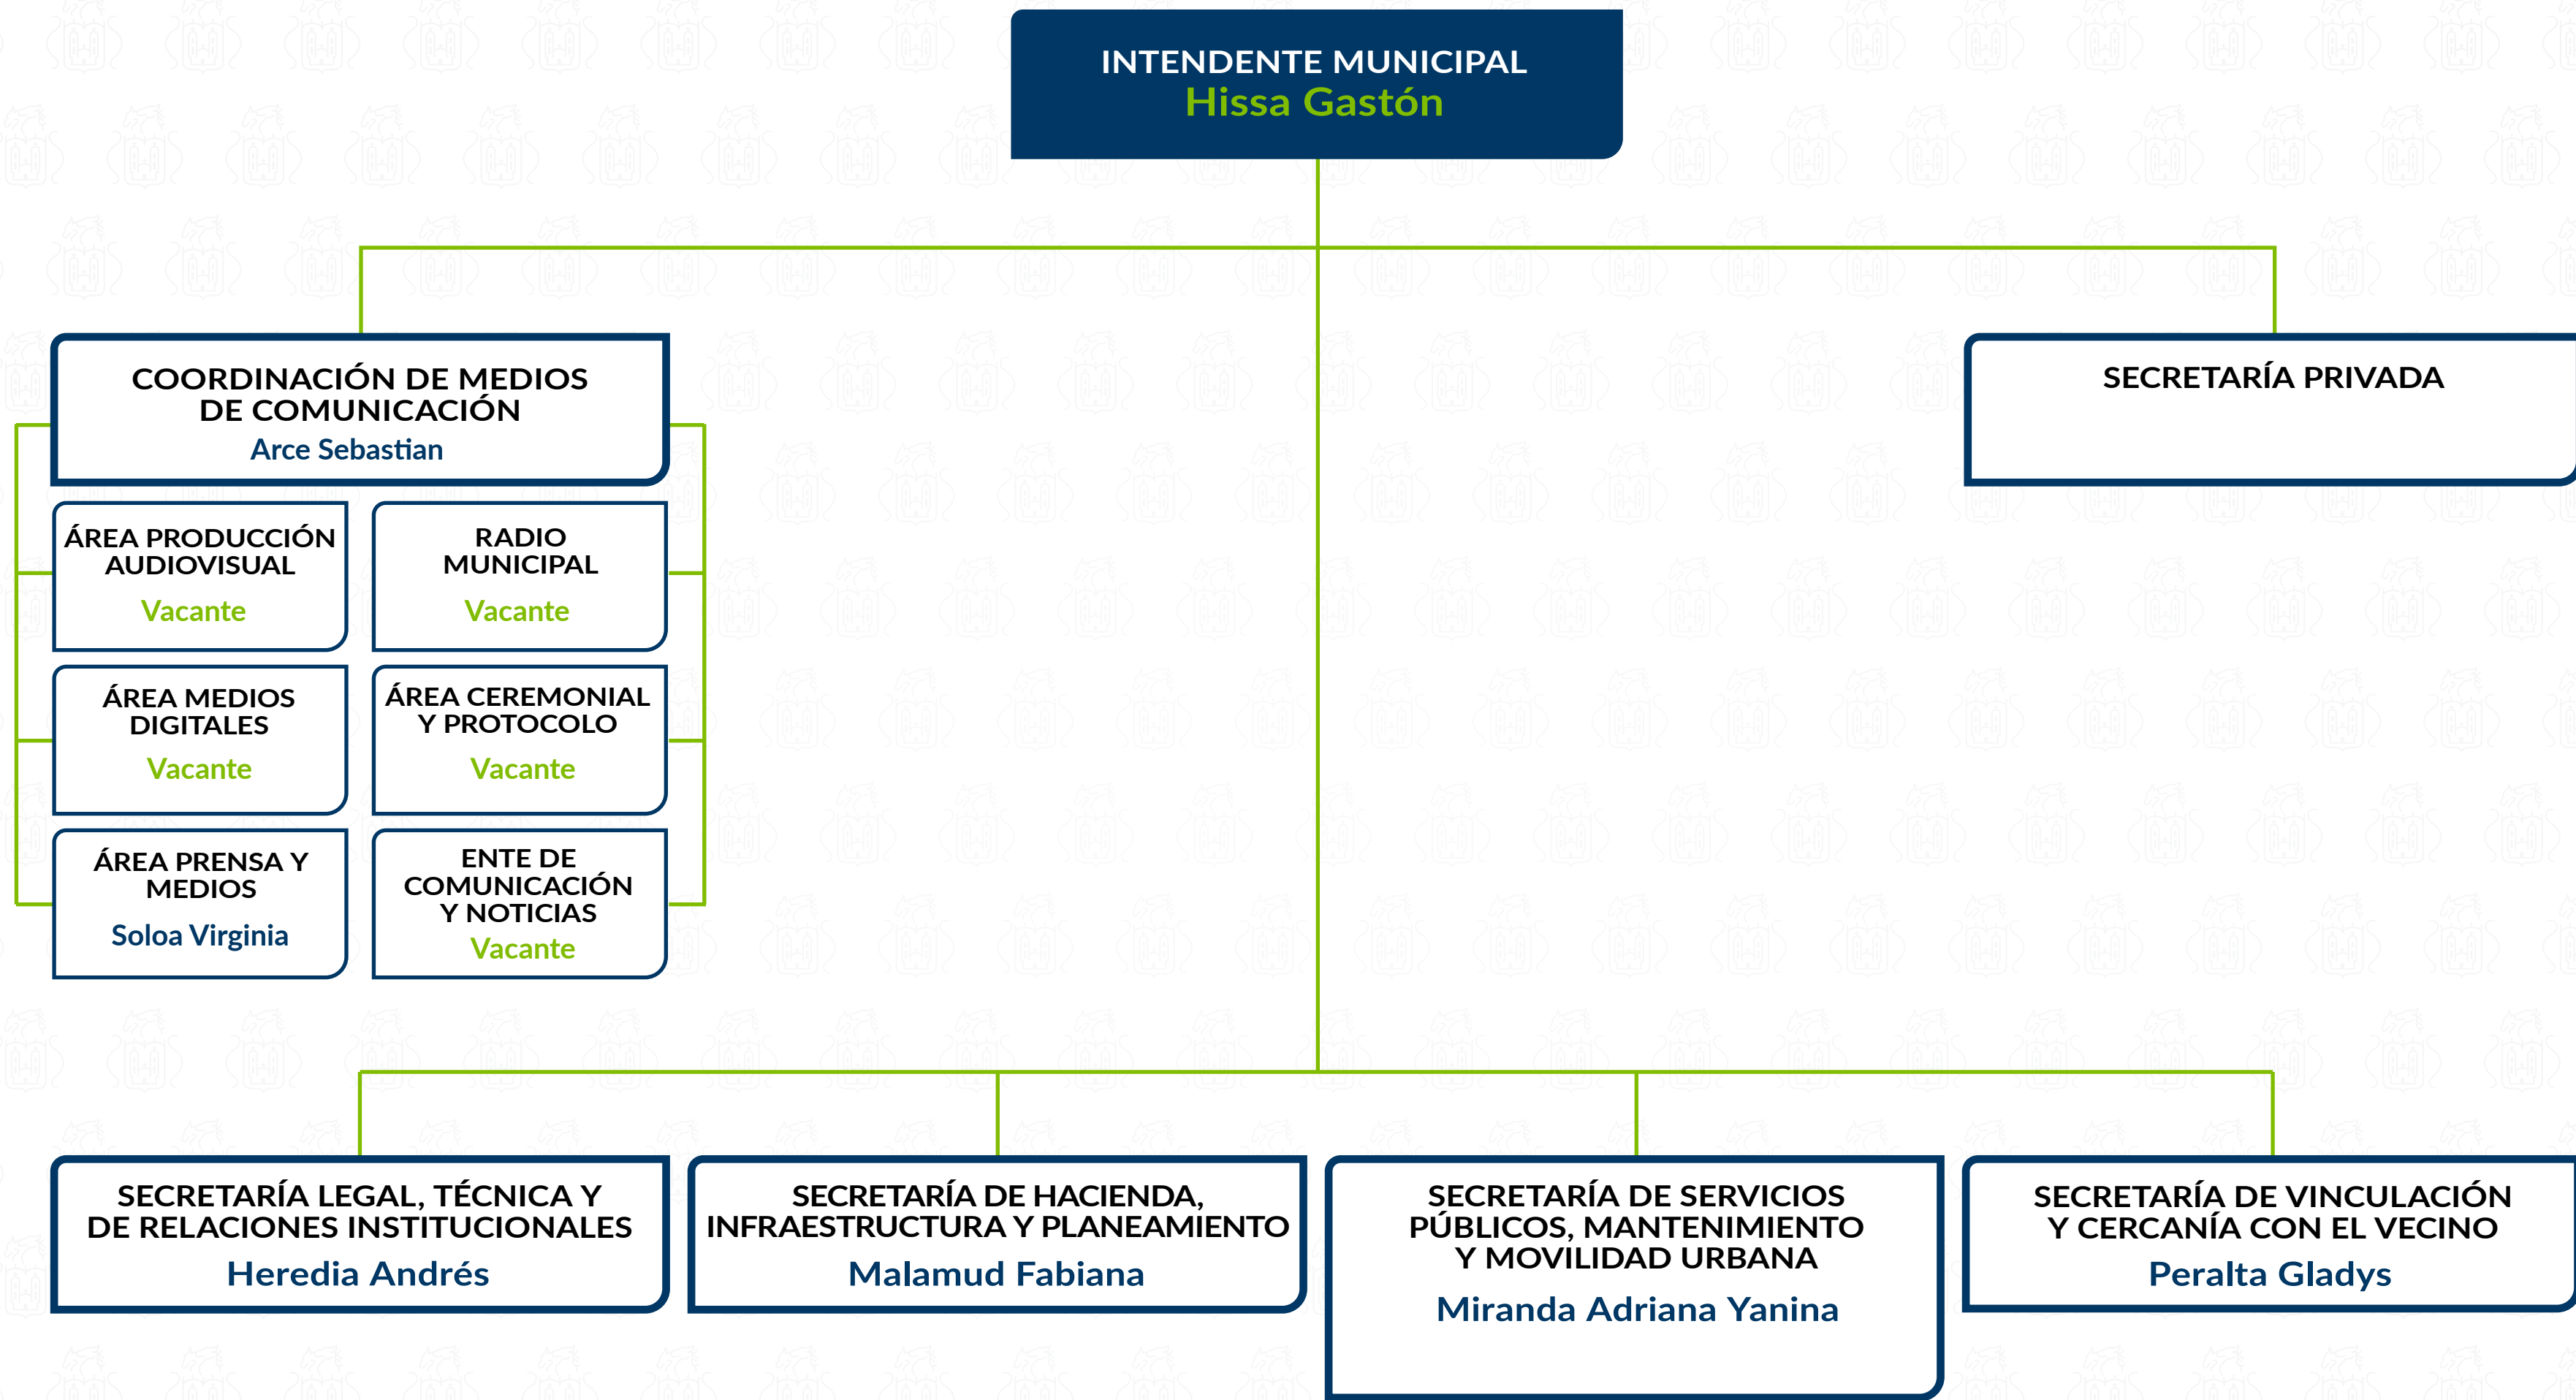 INTENDENTE MUNICIPAL
Hissa Gastón
COORDINACIÓN DE MEDIOS
DE COMUNICACIÓN
Arce Sebastian
SECRETARÍA PRIVADA
ÁREA PRODUCCIÓN
AUDIOVISUAL
Vacante
RADIO
MUNICIPAL
Vacante
ÁREA MEDIOS
DIGITALES
Vacante
ÁREA CEREMONIAL
Y PROTOCOLO
Vacante
ÁREA PRENSA Y
MEDIOS
Soloa Virginia
ENTE DE
COMUNICACIÓN
Y NOTICIAS
Vacante
SECRETARÍA LEGAL, TÉCNICA Y
DE RELACIONES INSTITUCIONALES
Heredia Andrés
SECRETARÍA DE HACIENDA,
INFRAESTRUCTURA Y PLANEAMIENTO
Malamud Fabiana
SECRETARÍA DE SERVICIOS
PÚBLICOS, MANTENIMIENTO
Y MOVILIDAD URBANA
Miranda Adriana Yanina
SECRETARÍA DE VINCULACIÓN
Y CERCANÍA CON EL VECINO
Peralta Gladys